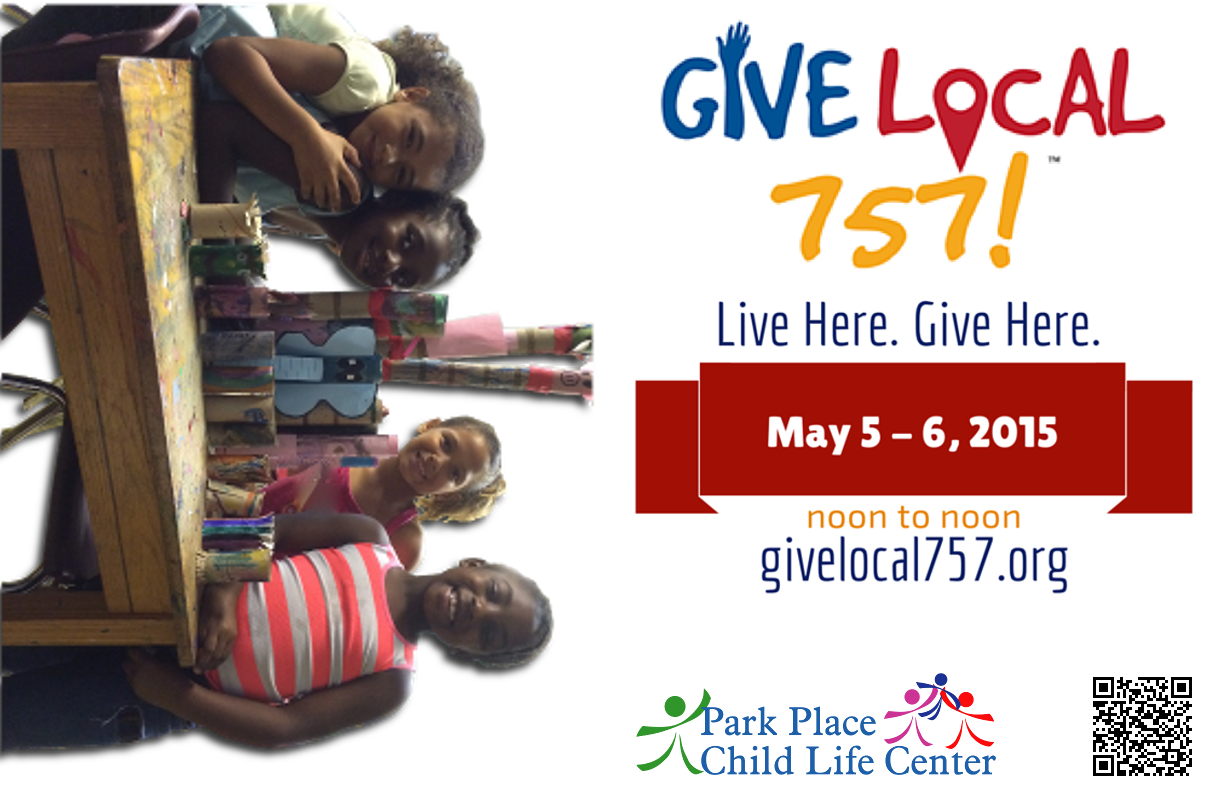 GIVE LOCAL
757! ™
Live Here. Give Here.
May 5 – 6, 2015
noon to noon
givelocal757.org
Park Place
Child Life Center